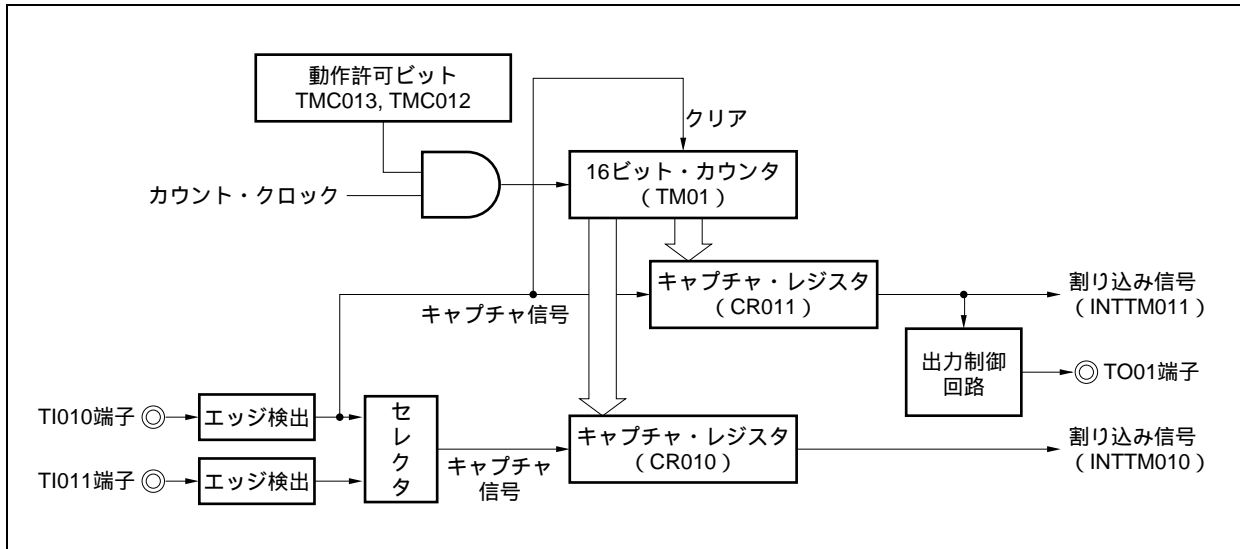 動作許可ビット
TMC013, TMC012
クリア
カウント・クロック
16ビット・カウンタ
（TM01）
キャプチャ信号
キャプチャ・レジスタ
（CR011）
割り込み信号
（INTTM011）
出力制御
回路
TO01端子
TI010端子
エッジ検出
TI011端子
エッジ検出
セレクタ
キャプチャ
信号
キャプチャ・レジスタ
（CR010）
割り込み信号
（INTTM010）